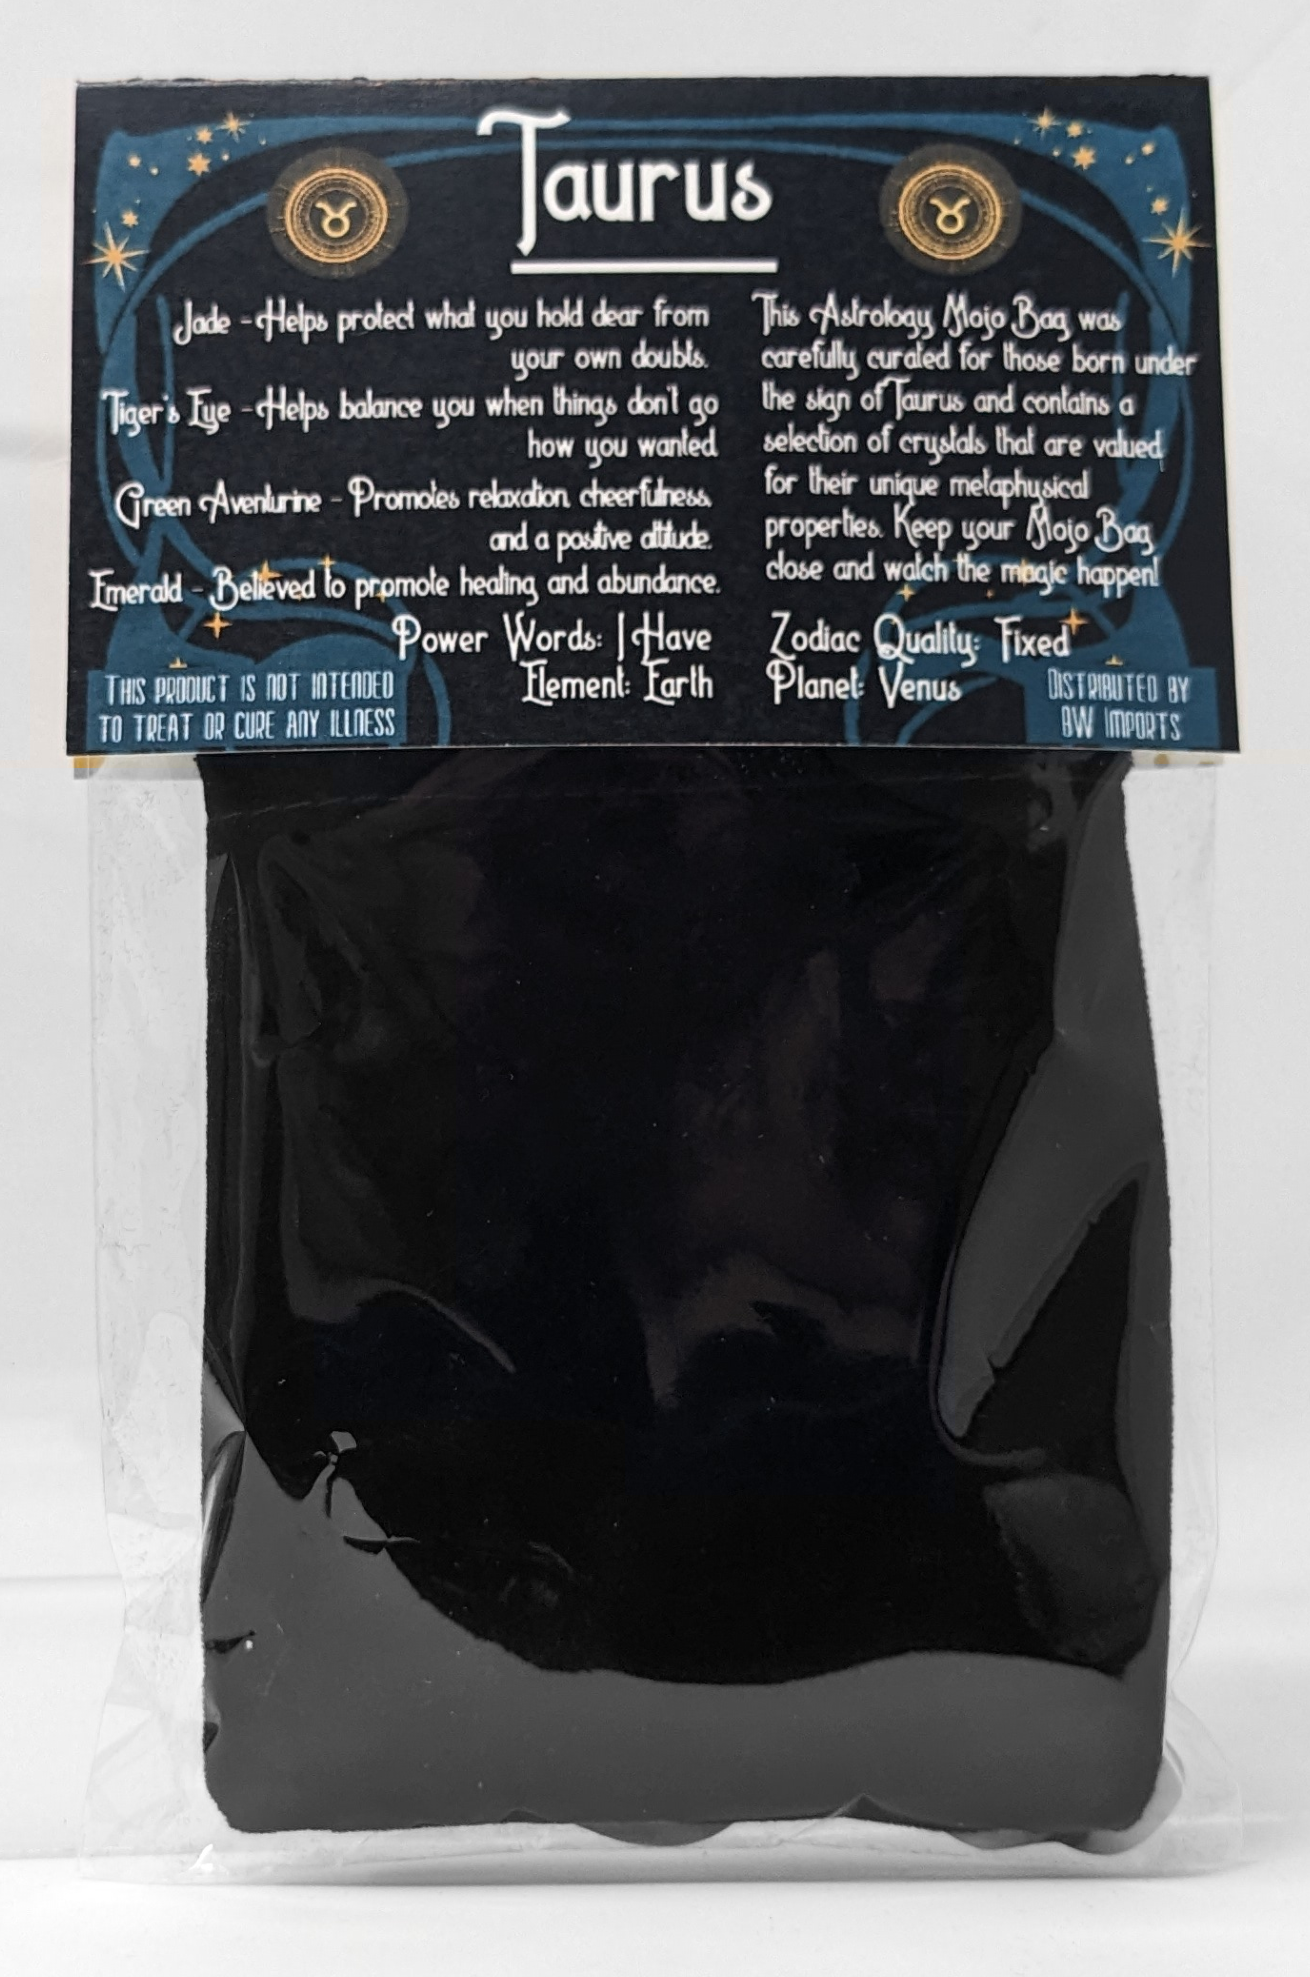 Taurus
Jade - Helps protect what you hold dear from
your own doubts.
Tiger's Eye - Helps balance you when things don't go
how you wanted
Green Aventurine - Promotes relaxation, cheerfulness,
and a positive attitude.
Emerald - Believed to promote healing and abundance.
Power Words: I Have
Element: Earth
THIS PRODUCT IS NOT INTENDED
TO TREAT OR CURE ANY ILLNESS
This Astrology Mojo Bag was
carefully curated for those born under
the sign of Taurus and contains a
selection of crystals that are valued
for their unique metaphysical
properties. Keep your Mojo Bag
close and watch the magic happen!
Zodiac Quality: Fixed
Planet: Venus
DISTRIBUTED BY
BW IMPORTS